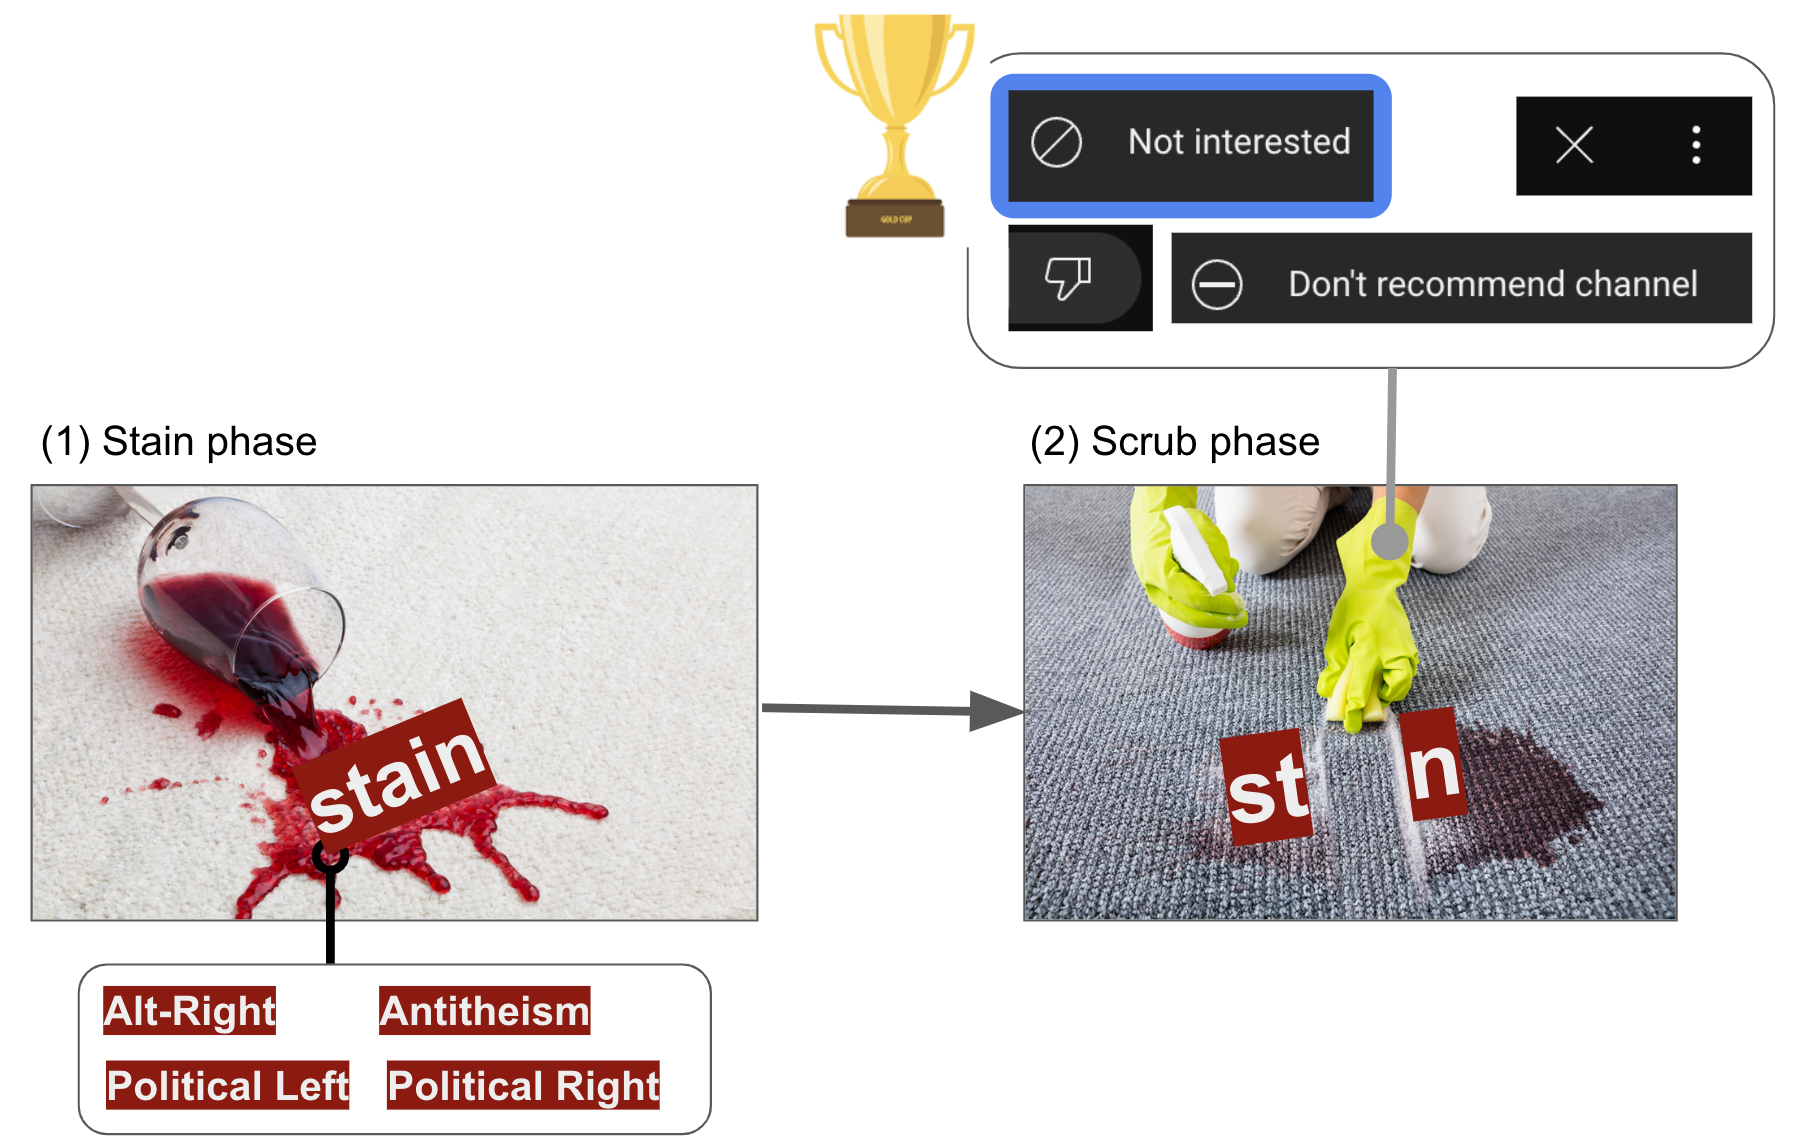 GOLD CUP
Not interested
Don't recommend channel
(1) Stain phase
(2) Scrub phase
stain
st n
Alt-Right Antitheism
Political Left Political Right